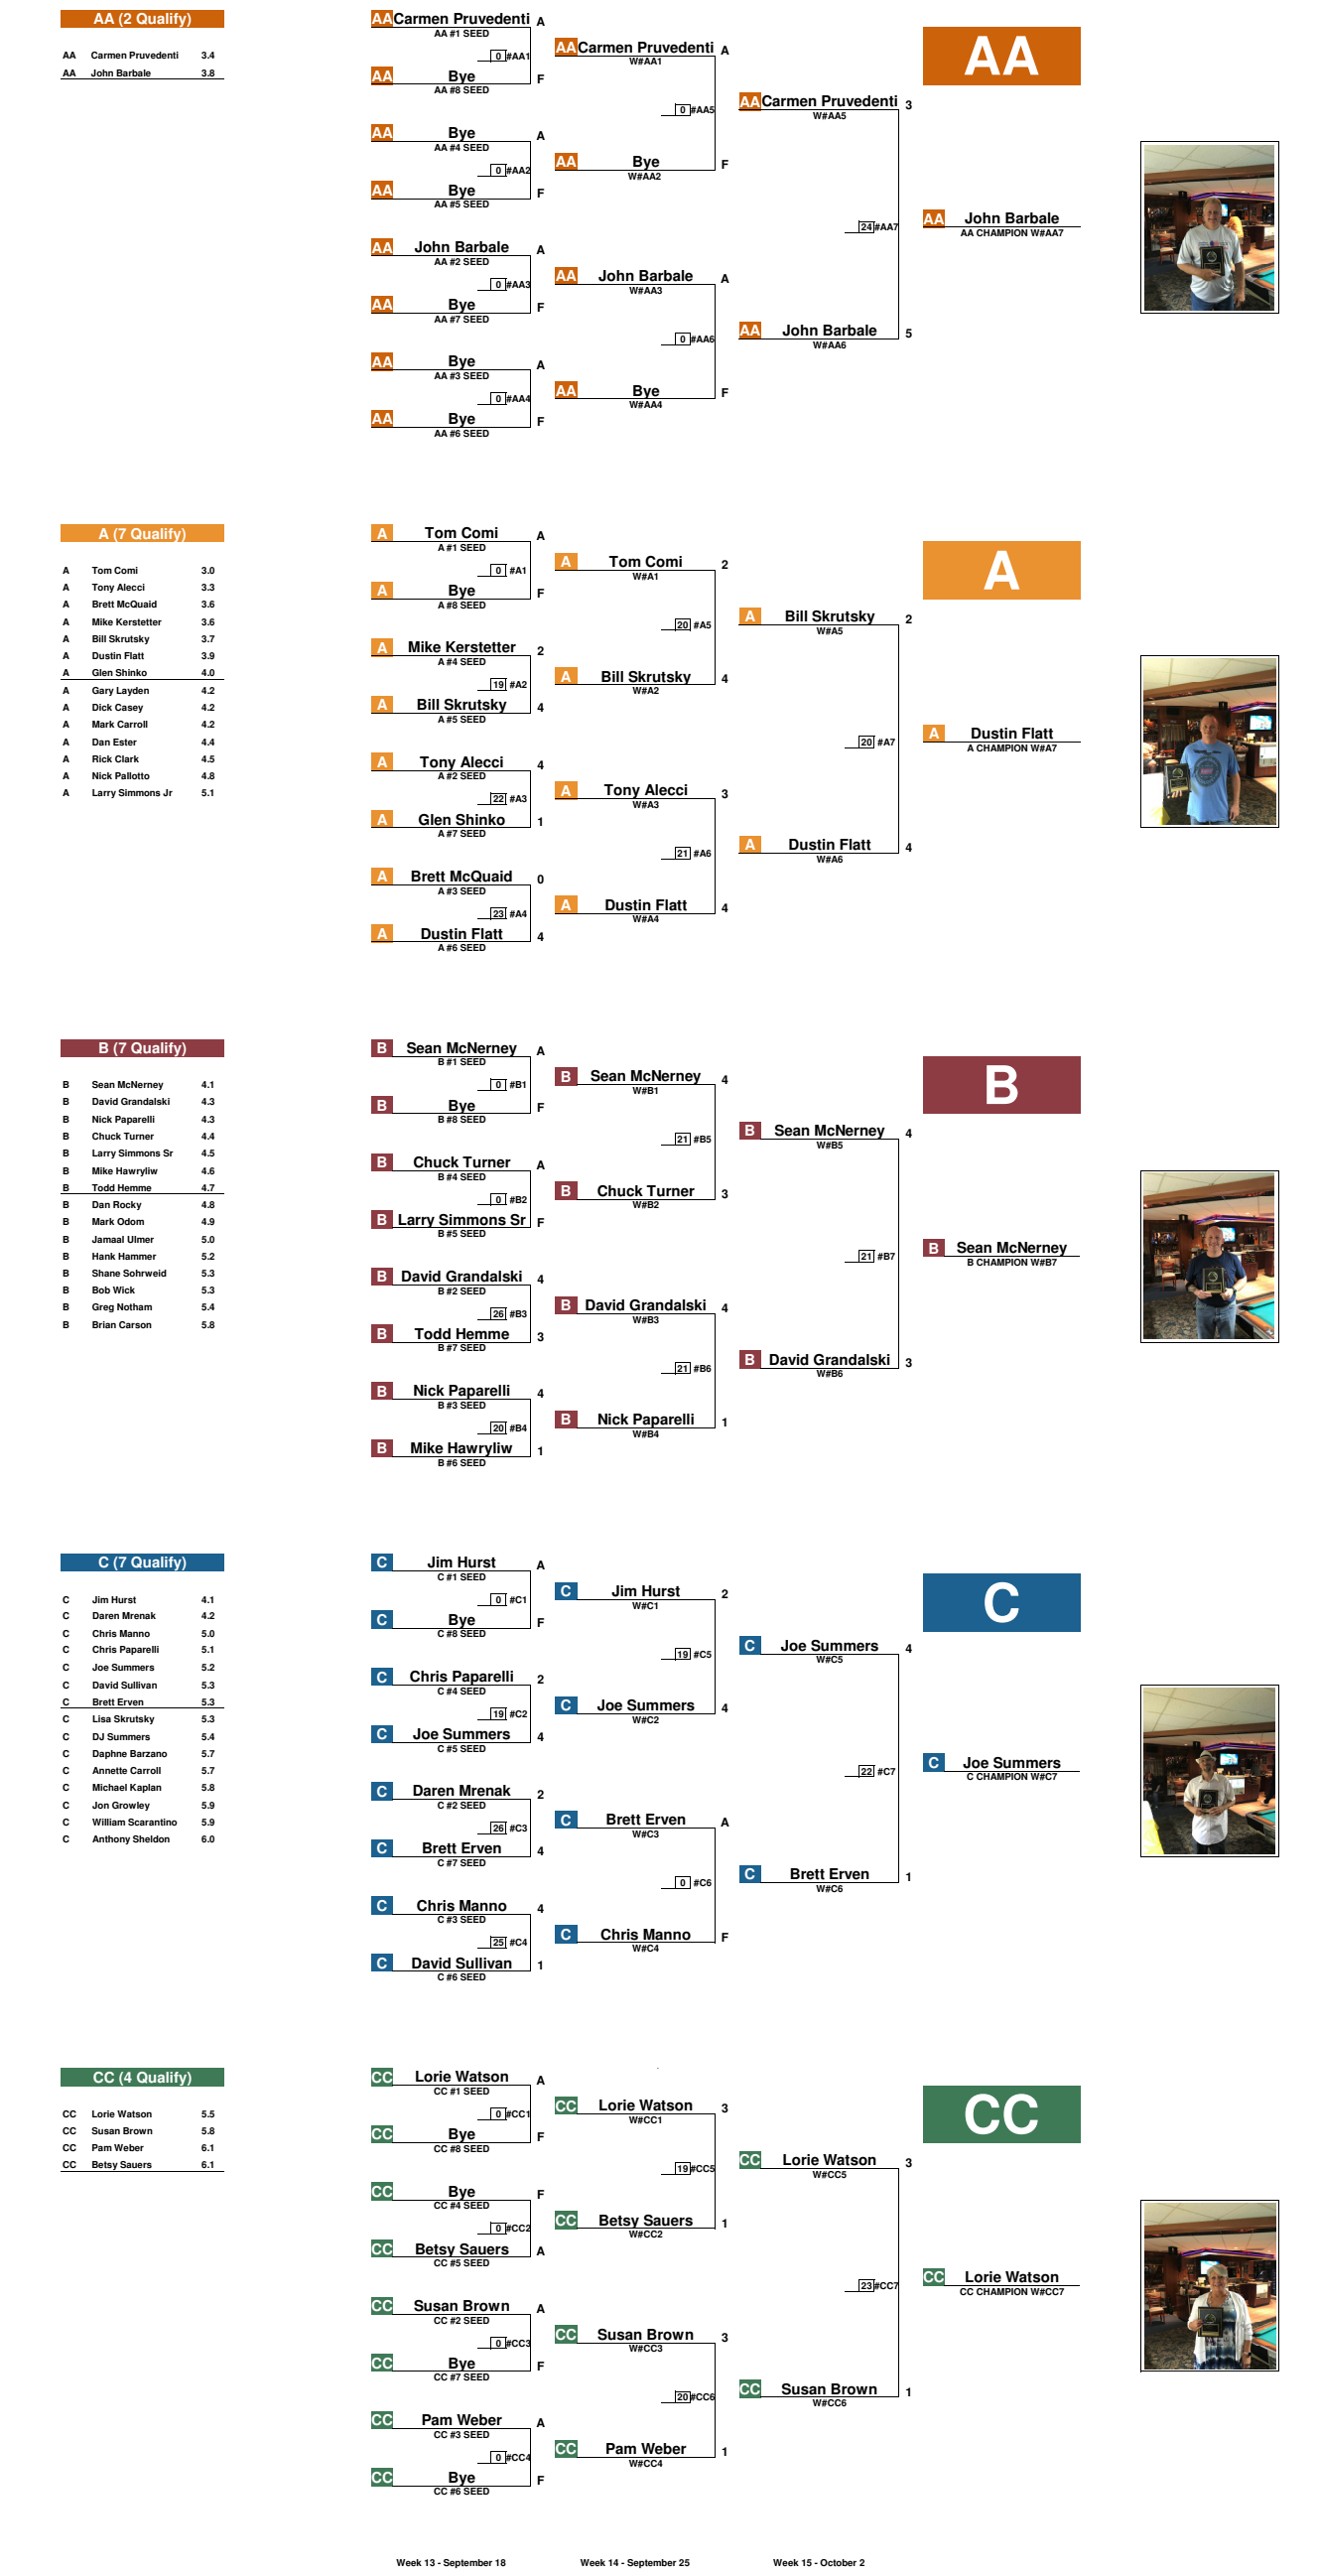 AA (2 Qualify)
AA Carmen Pruvedenti 3.4
AA John Barbale 3.8
AA Carmen Pruvedenti A
AA #1 SEED
0 #AA1
AA Bye F
AA #8 SEED
AA Bye A
AA #4 SEED
0 #AA2
AA Bye F
AA #5 SEED
AA John Barbale A
AA #2 SEED
0 #AA3
AA Bye F
AA #7 SEED
AA Bye A
AA #3 SEED
0 #AA4
AA Bye F
AA #6 SEED
AA Carmen Pruvedenti A
W#AA1
0 #AA5
AA Bye F
W#AA2
AA John Barbale A
W#AA3
0 #AA6
AA Bye F
W#AA4
AA Carmen Pruvedenti 3
W#AA5
24 #AA7
AA John Barbale 5
W#AA6
AA
AA John Barbale
AA CHAMPION W#AA7
A (7 Qualify)
A Tom Comi 3.0
A Tony Alecci 3.3
A Brett McQuaid 3.6
A Mike Kerstetter 3.6
A Bill Skrutsky 3.7
A Dustin Flatt 3.9
A Glen Shinko 4.0
A Gary Layden 4.2
A Dick Casey 4.2
A Mark Carroll 4.2
A Dan Ester 4.4
A Rick Clark 4.5
A Nick Pallotto 4.8
A Larry Simmons Jr 5.1
A Tom Comi A
A #1 SEED
0 #A1
A Bye F
A #8 SEED
A Mike Kerstetter 2
A #4 SEED
19 #A2
A Bill Skrutsky 4
A #5 SEED
A Tony Alecci 4
A #2 SEED
22 #A3
A Glen Shinko 1
A #7 SEED
A Brett McQuaid 0
A #3 SEED
23 #A4
A Dustin Flatt 4
A #6 SEED
A Tom Comi 2
W#A1
20 #A5
A Bill Skrutsky 4
W#A2
A Tony Alecci 3
W#A3
21 #A6
A Dustin Flatt 4
W#A4
A Bill Skrutsky 2
W#A5
20 #A7
A Dustin Flatt 4
W#A6
A
A Dustin Flatt
A CHAMPION W#A7
B (7 Qualify)
B Sean McNerney 4.1
B David Grandalski 4.3
B Nick Paparelli 4.3
B Chuck Turner 4.4
B Larry Simmons Sr 4.5
B Mike Hawryliw 4.6
B Todd Hemme 4.7
B Dan Rocky 4.8
B Mark Odom 4.9
B Jamaal Ulmer 5.0
B Hank Hammer 5.2
B Shane Sohrweid 5.3
B Bob Wick 5.3
B Greg Notham 5.4
B Brian Carson 5.8
B Sean McNerney A
B #1 SEED
0 #B1
B Bye F
B #8 SEED
B Chuck Turner A
B #4 SEED
0 #B2
B Larry Simmons Sr F
B #5 SEED
B David Grandalski 4
B #2 SEED
26 #B3
B Todd Hemme 3
B #7 SEED
B Nick Paparelli 4
B #3 SEED
20 #B4
B Mike Hawryliw 1
B #6 SEED
B Sean McNerney 4
W#B1
21 #B5
B Chuck Turner 3
W#B2
B David Grandalski 4
W#B3
21 #B6
B Nick Paparelli 1
W#B4
B Sean McNerney 4
W#B5
21 #B7
B David Grandalski 3
W#B6
B
B Sean McNerney
B CHAMPION W#B7
C (7 Qualify)
C Jim Hurst 4.1
C Daren Mrenak 4.2
C Chris Manno 5.0
C Chris Paparelli 5.1
C Joe Summers 5.2
C David Sullivan 5.3
C Brett Erven 5.3
C Lisa Skrutsky 5.3
C DJ Summers 5.4
C Daphne Barzano 5.7
C Annette Carroll 5.7
C Michael Kaplan 5.8
C Jon Growley 5.9
C William Scarantino 5.9
C Anthony Sheldon 6.0
C Jim Hurst A
C #1 SEED
0 #C1
C Bye F
C #8 SEED
C Chris Paparelli 2
C #4 SEED
19 #C2
C Joe Summers 4
C #5 SEED
C Daren Mrenak 2
C #2 SEED
26 #C3
C Brett Erven 4
C #7 SEED
C Chris Manno 4
C #3 SEED
25 #C4
C David Sullivan 1
C #6 SEED
C Jim Hurst 2
W#C1
19 #C5
C Joe Summers 4
W#C2
C Brett Erven A
W#C3
0 #C6
C Chris Manno F
W#C4
C Joe Summers 4
W#C5
22 #C7
C Brett Erven 1
W#C6
C
C Joe Summers
C CHAMPION W#C7
CC (4 Qualify)
CC Lorie Watson 5.5
CC Susan Brown 5.8
CC Pam Weber 6.1
CC Betsy Sauers 6.1
CC Lorie Watson A
CC #1 SEED
0 #CC1
CC Bye F
CC #8 SEED
CC Bye F
CC #4 SEED
0 #CC2
CC Betsy Sauers A
CC #5 SEED
CC Susan Brown A
CC #2 SEED
0 #CC3
CC Bye F
CC #7 SEED
CC Pam Weber A
CC #3 SEED
0 #CC4
CC Bye F
CC #6 SEED
CC Lorie Watson 3
W#CC1
19 #CC5
CC Betsy Sauers 1
W#CC2
CC Susan Brown 3
W#CC3
20 #CC6
CC Pam Weber 1
W#CC4
CC Lorie Watson 3
W#CC5
23 #CC7
CC Susan Brown 1
W#CC6
CC
CC Lorie Watson
CC CHAMPION W#CC7
Week 13 - September 18
Week 14 - September 25
Week 15 - October 2